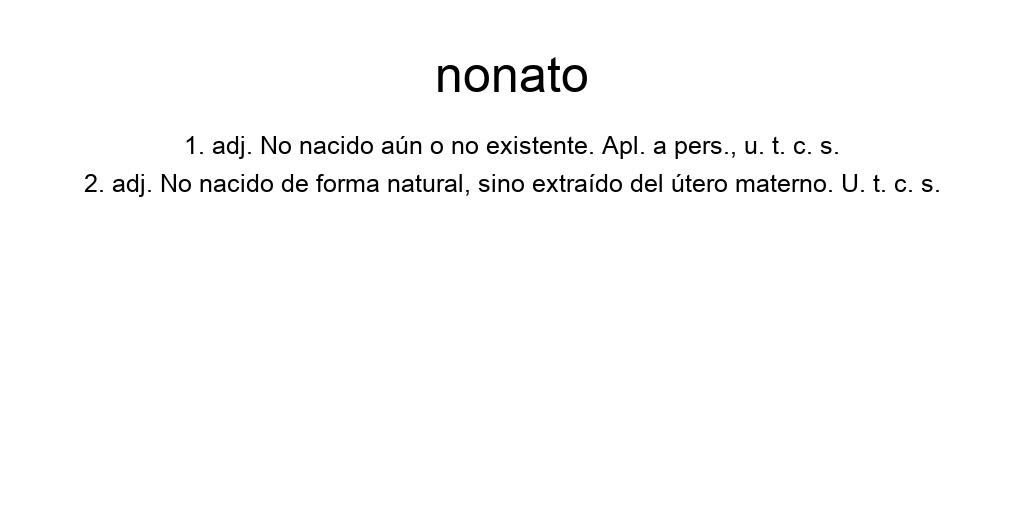 nonato
1. adj. No nacido aún o no existente. Apl. a pers., u. t. c. s.
2. adj. No nacido de forma natural, sino extraído del útero materno. U. t. c. s.